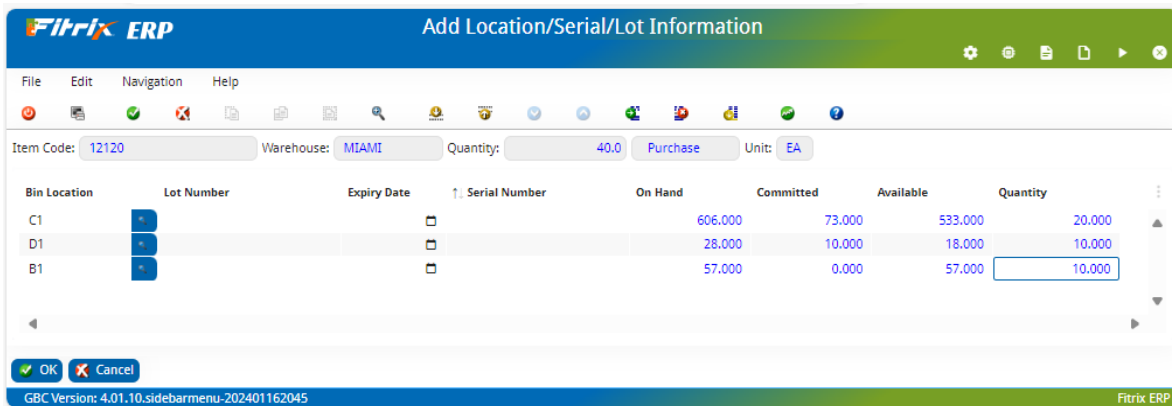 Fitrix ERP Add Location/Serial/Lot Information
File Edit Navigation Help
Item Code: 12120 Warehouse: MIAMI Quantity: 40.0 Purchase Unit: EA
Bin Location Lot Number Expiry Date Serial Number On Hand Committed Available Quantity
C1 606.000 73.000 533.000 20.000
D1 28.000 10.000 18.000 10.000
B1 57.000 0.000 57.000 10.000
OK Cancel
GBC Version: 4.01.10.sidebarmenu-202401162045 Fitrix ERP